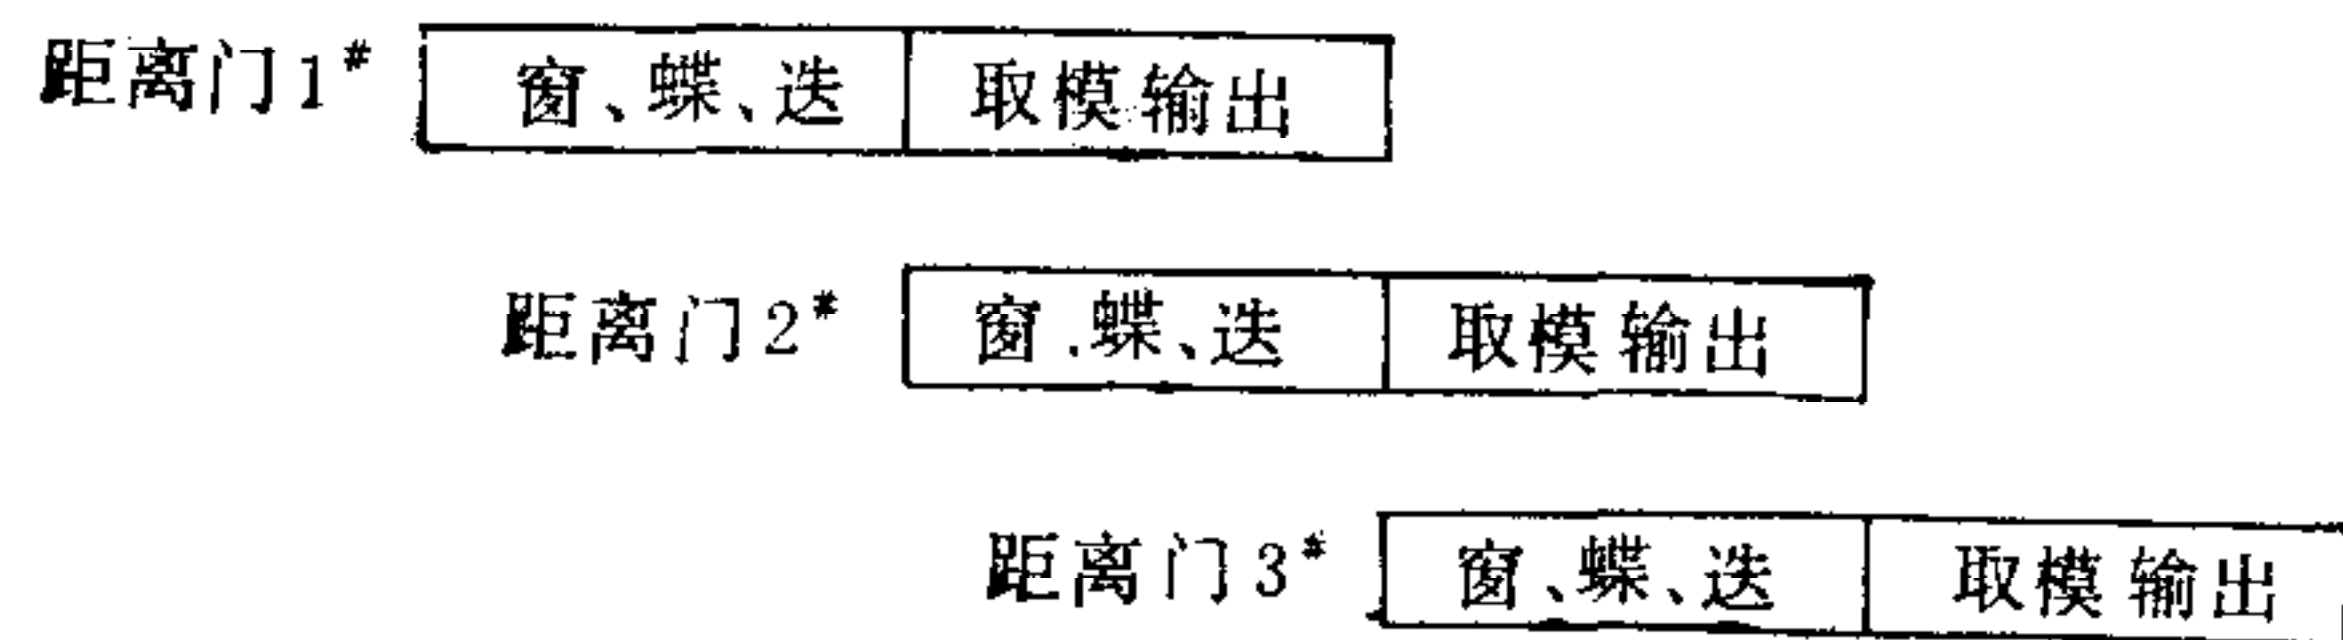 距离门1# 窗、蝶、迭 取模输出
距离门2# 窗.蝶、迭 取模输出
距离门3# 窗、蝶、迭 取模输出